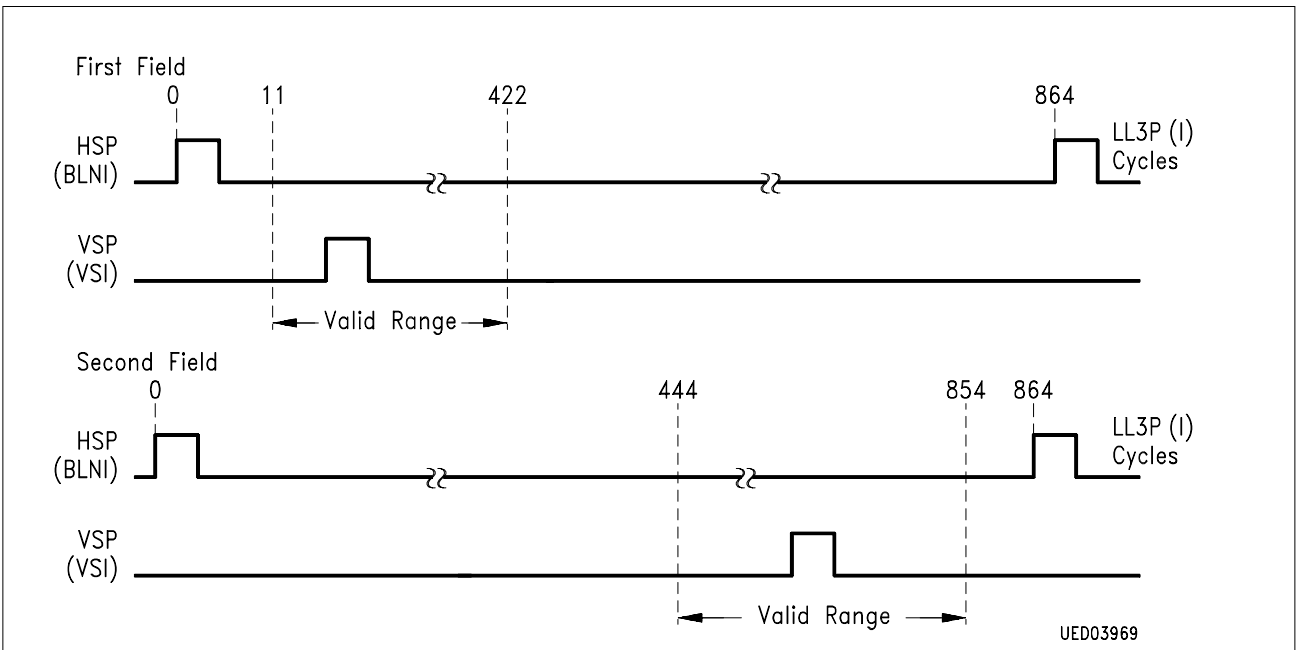 First Field
0 11 422 864
HSP
(BLNI)
LL3P (I)
Cycles
VSP
(VSI)
Valid Range
Second Field
0 444 854 864
HSP
(BLNI)
LL3P (I)
Cycles
VSP
(VSI)
Valid Range
UED03969